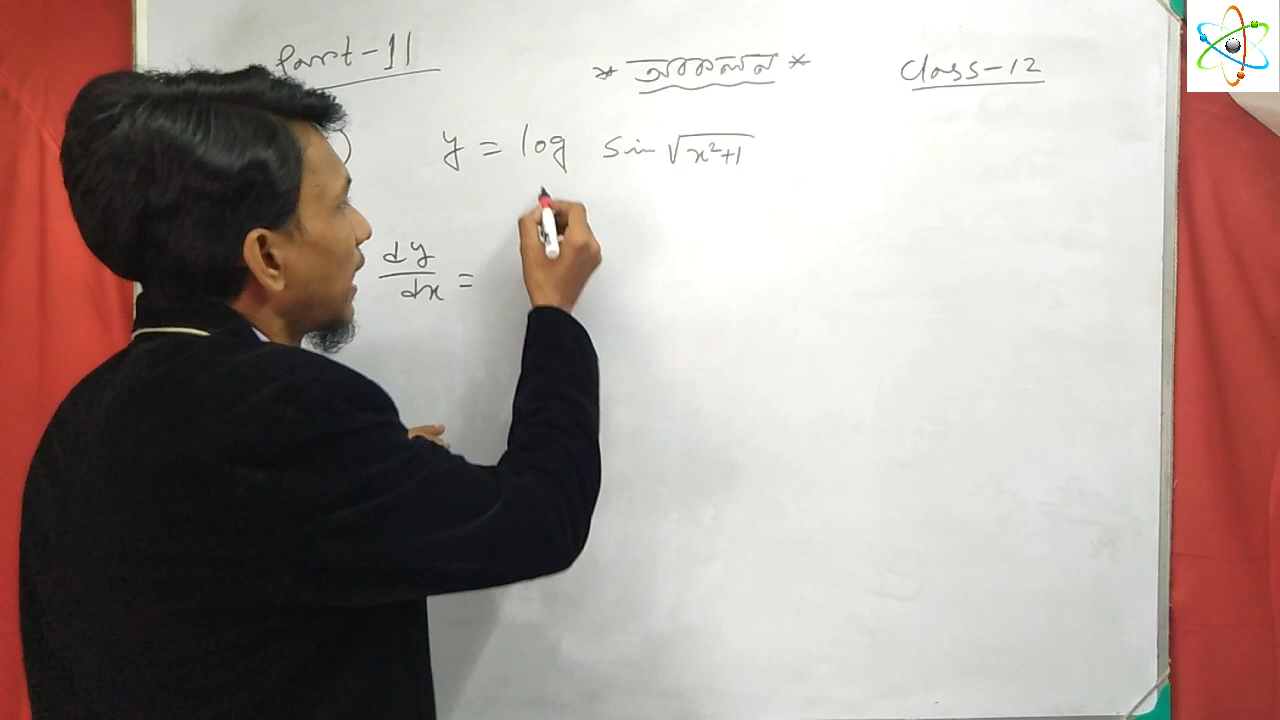 Part-11 * অবকলন * Class-12
) y = log sin √x²+1
dy/dx =